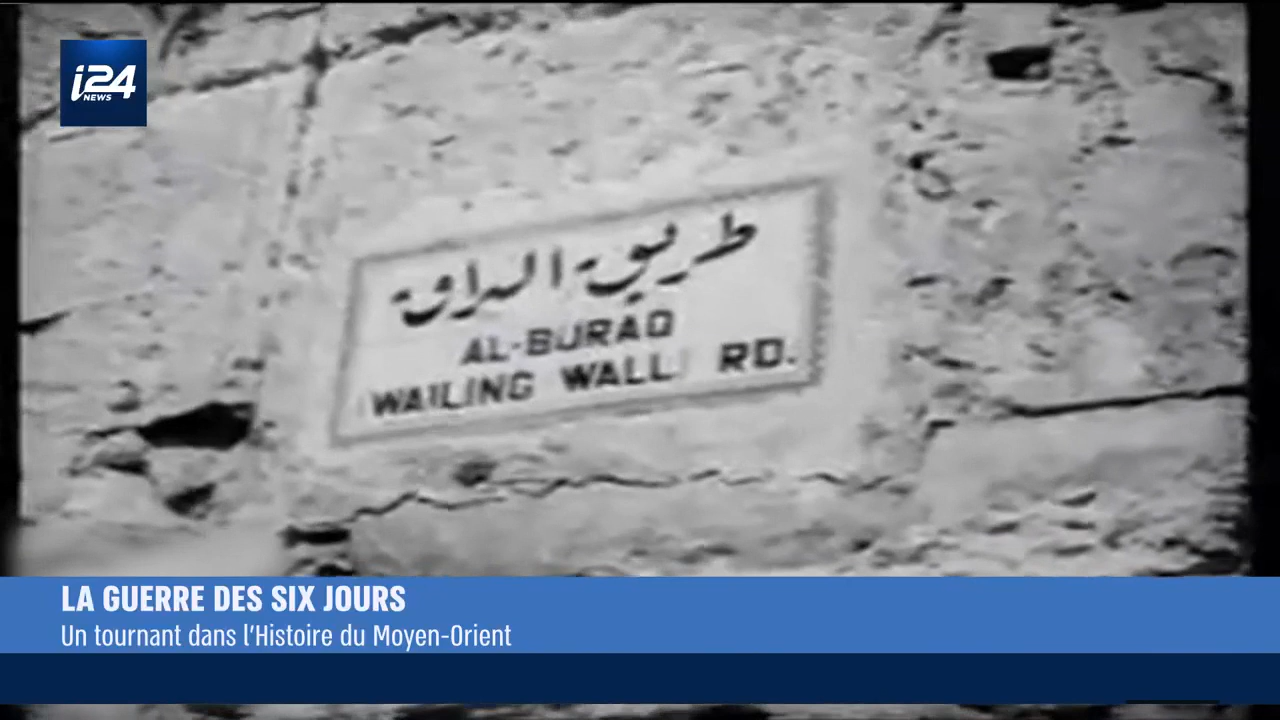 i24
NEWS
طريق البراق
AL-BURAQ
(WAILING WALL) RD.
LA GUERRE DES SIX JOURS
Un tournant dans l'Histoire du Moyen-Orient